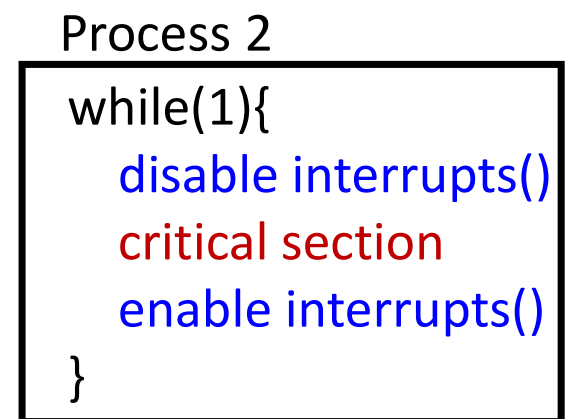 Process 2
while(1){
disable interrupts()
critical section
enable interrupts()
}